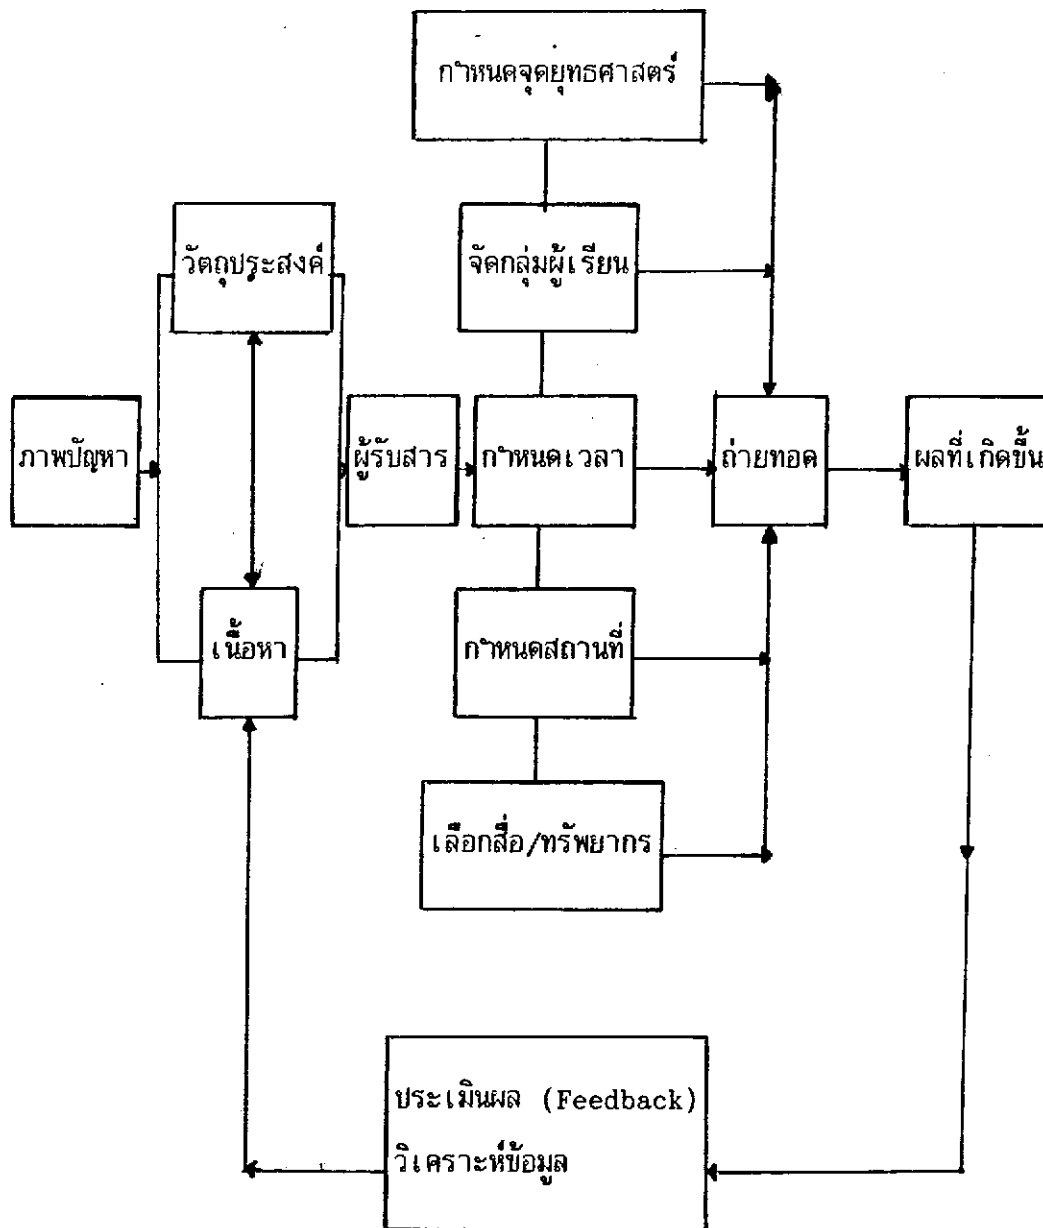 กำหนดจุดยุทธศาสตร์
วัตถุประสงค์
จัดกลุ่มผู้เรียน
ภาพปัญหา
ผู้รับสาร
กำหนดเวลา
ถ่ายทอด
ผลที่เกิดขึ้น
เนื้อหา
กำหนดสถานที่
เลือกสื่อ/ทรัพยากร
ประเมินผล (Feedback)
วิเคราะห์ข้อมูล